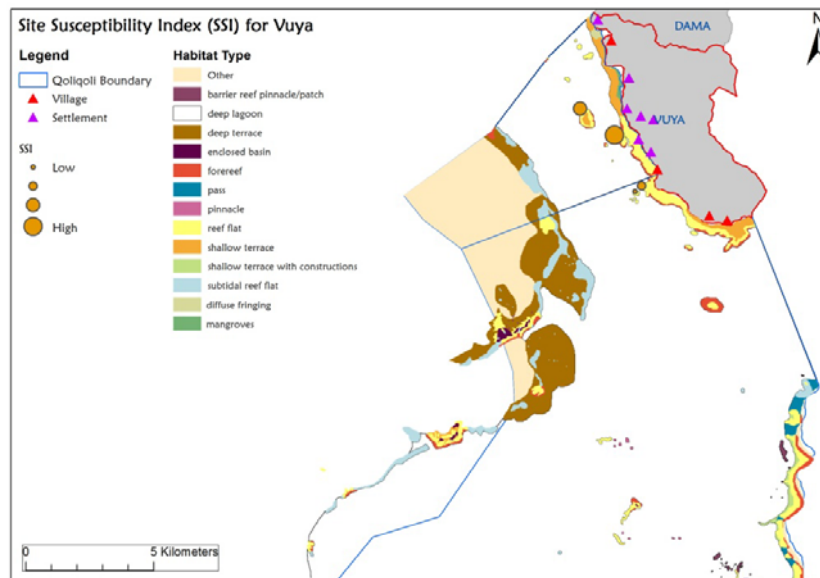 Site Susceptibility Index (SSI) for Vuya
Legend
Qoliqoli Boundary
Village
Settlement
SSI
Low
High
Habitat Type
Other
barrier reef pinnacle/patch
deep lagoon
deep terrace
enclosed basin
forereef
pass
pinnacle
reef flat
shallow terrace
shallow terrace with constructions
subtidal reef flat
diffuse fringing
mangroves
DAMA
N
VUYA
0 5 Kilometers